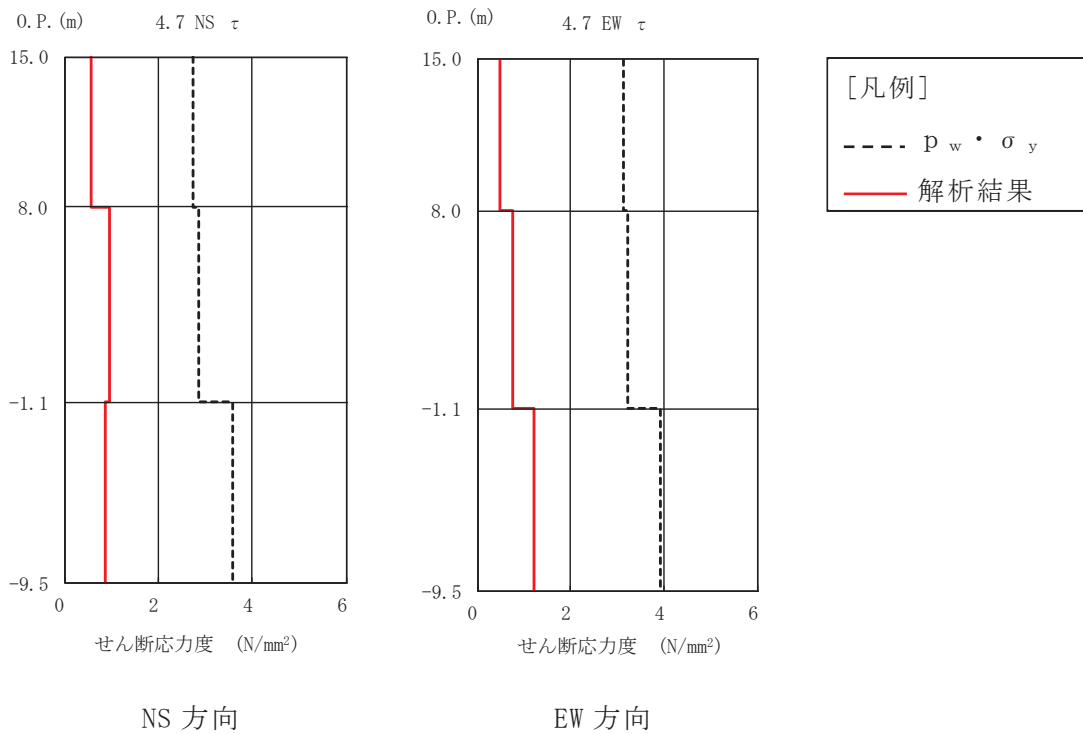 O.P.(m)
4.7 NS τ
15.0
8.0
-1.1
-9.5
0 2 4 6
せん断応力度 (N/mm²)
NS 方向
O.P.(m)
4.7 EW τ
15.0
8.0
-1.1
-9.5
0 2 4 6
せん断応力度 (N/mm²)
EW 方向
[凡例]
p w・σ y
解析結果